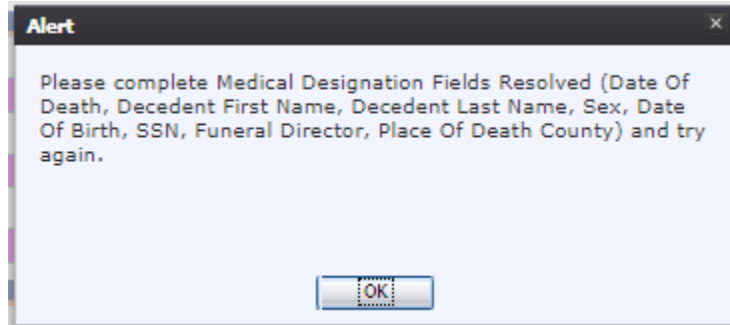 Alert
×
Please complete Medical Designation Fields Resolved (Date Of
Death, Decedent First Name, Decedent Last Name, Sex, Date
Of Birth, SSN, Funeral Director, Place Of Death County) and try
again.
OK